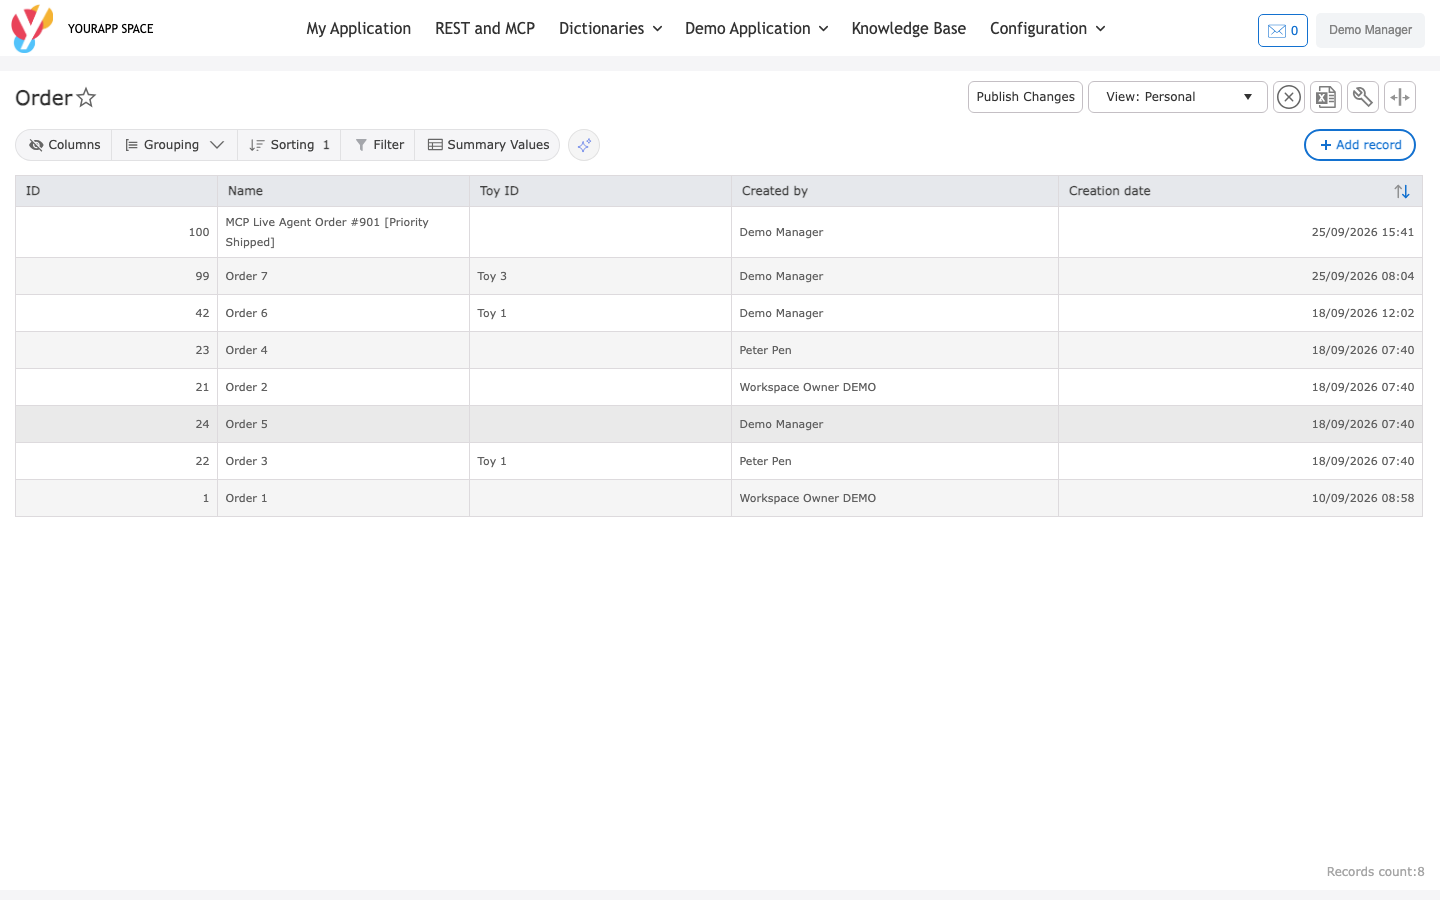 YOURAPP SPACE
My Application
REST and MCP
Dictionaries
Demo Application
Knowledge Base
Configuration
0
Demo Manager
Order
Publish Changes
View: Personal
Columns
Grouping
Sorting 1
Filter
Summary Values
+ Add record
ID Name Toy ID Created by Creation date
100 MCP Live Agent Order #901 [Priority
Shipped] Demo Manager 25/09/2026 15:41
99 Order 7 Toy 3 Demo Manager 25/09/2026 08:04
42 Order 6 Toy 1 Demo Manager 18/09/2026 12:02
23 Order 4 Peter Pen 18/09/2026 07:40
21 Order 2 Workspace Owner DEMO 18/09/2026 07:40
24 Order 5 Demo Manager 18/09/2026 07:40
22 Order 3 Toy 1 Peter Pen 18/09/2026 07:40
1 Order 1 Workspace Owner DEMO 10/09/2026 08:58
Records count:8